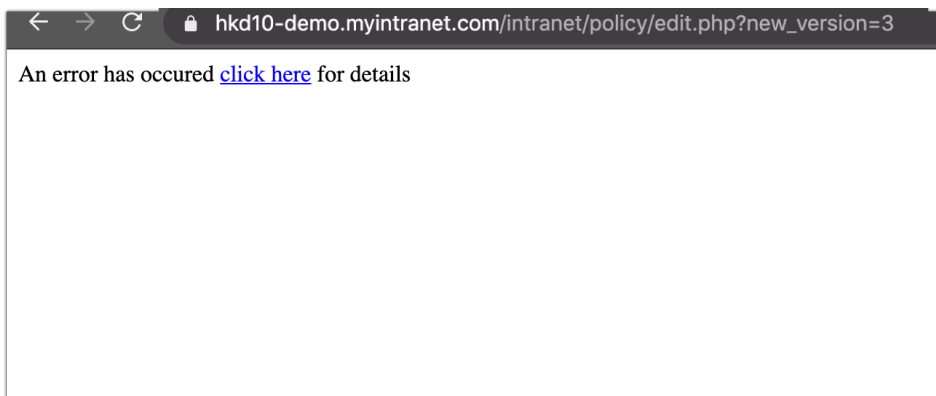 hkd10-demo.myintranet.com/intranet/policy/edit.php?new_version=3
An error has occured click here for details